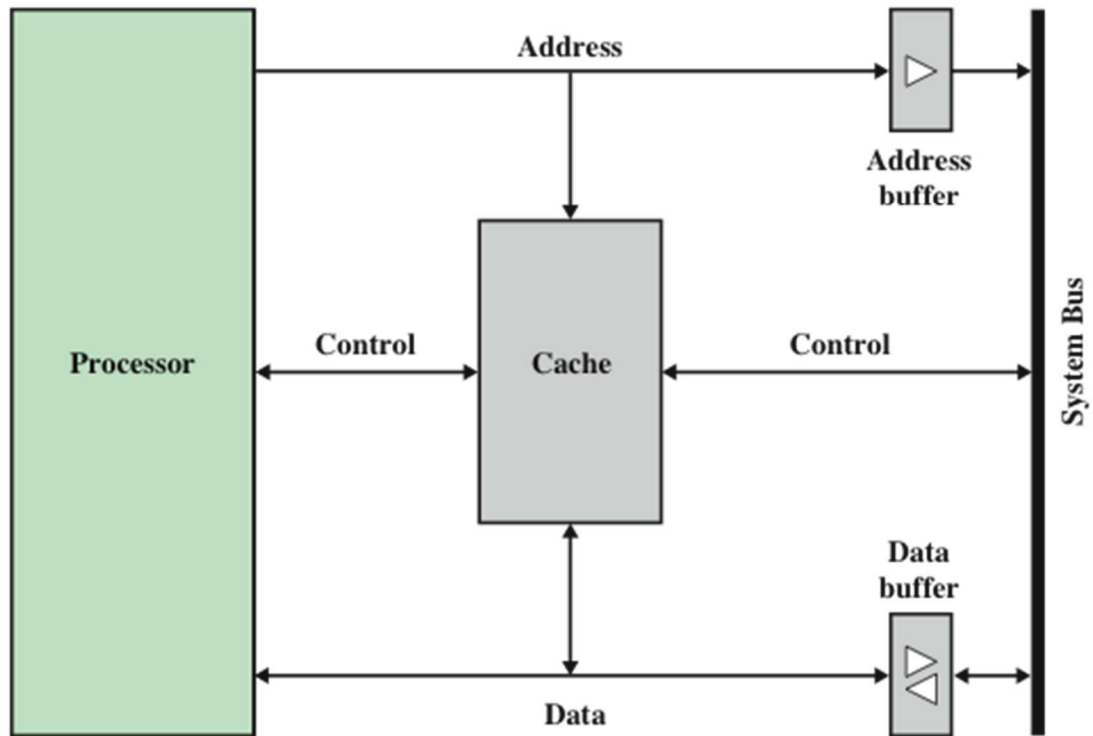 Address
Address
buffer
Processor
Control
Cache
Control
System Bus
Data
buffer
Data